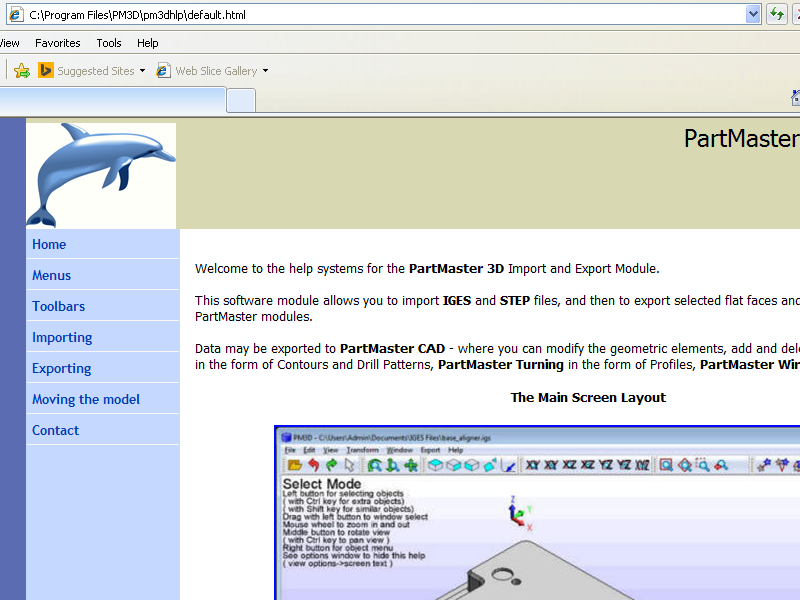 C:\Program Files\PM3D\pm3dhlp\default.html
View Favorites Tools Help
Suggested Sites Web Slice Gallery
PartMaster
Home
Menus
Toolbars
Importing
Exporting
Moving the model
Contact
Welcome to the help systems for the PartMaster 3D Import and Export Module.
This software module allows you to import IGES and STEP files, and then to export selected flat faces and
PartMaster modules.
Data may be exported to PartMaster CAD - where you can modify the geometric elements, add and dele
in the form of Contours and Drill Patterns, PartMaster Turning in the form of Profiles, PartMaster Wir
The Main Screen Layout
PM3D - C:\Users\Admin\Documents\IGES Files\base_aligner.igs
File Edit View Transform Window Export Help
XY XY XZ XZ YZ YZ XYZ
Select Mode
Left button for selecting objects
( with Ctrl key for extra objects)
( with Shift key for similar objects)
Drag with left button to window select
Mouse wheel to zoom in and out
Middle button to rotate view
( with Ctrl key to pan view )
Right button for object menu
See options window to hide this help
( view options->screen text )
Z
Y
X